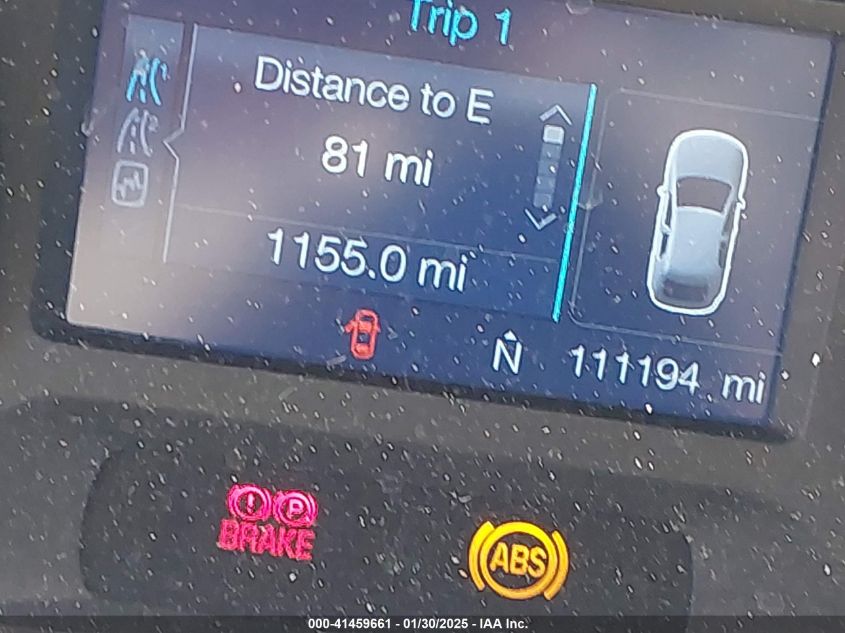 Trip 1
Distance to E
81 mi
1155.0 mi
N 111194 mi
! P
BRAKE
ABS
000-41459661 - 01/30/2025 - IAA Inc.